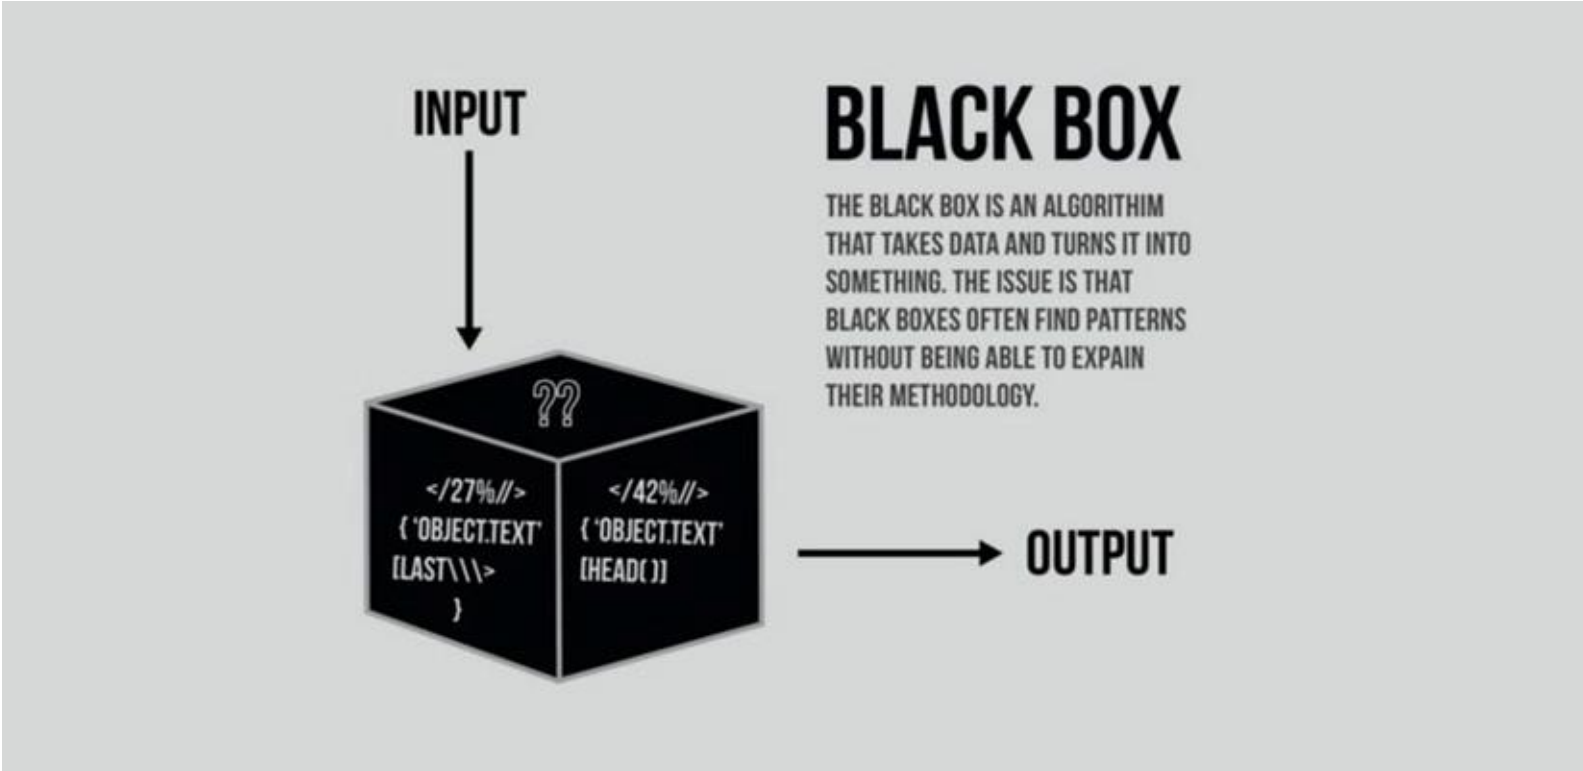 INPUT
BLACK BOX
THE BLACK BOX IS AN ALGORITHIM
THAT TAKES DATA AND TURNS IT INTO
SOMETHING. THE ISSUE IS THAT
BLACK BOXES OFTEN FIND PATTERNS
WITHOUT BEING ABLE TO EXPAIN
THEIR METHODOLOGY.
??
</27%//>
{ 'OBJECT.TEXT'
[LAST\\\>
}
</42%//>
{ 'OBJECT.TEXT'
[HEAD( )]
OUTPUT